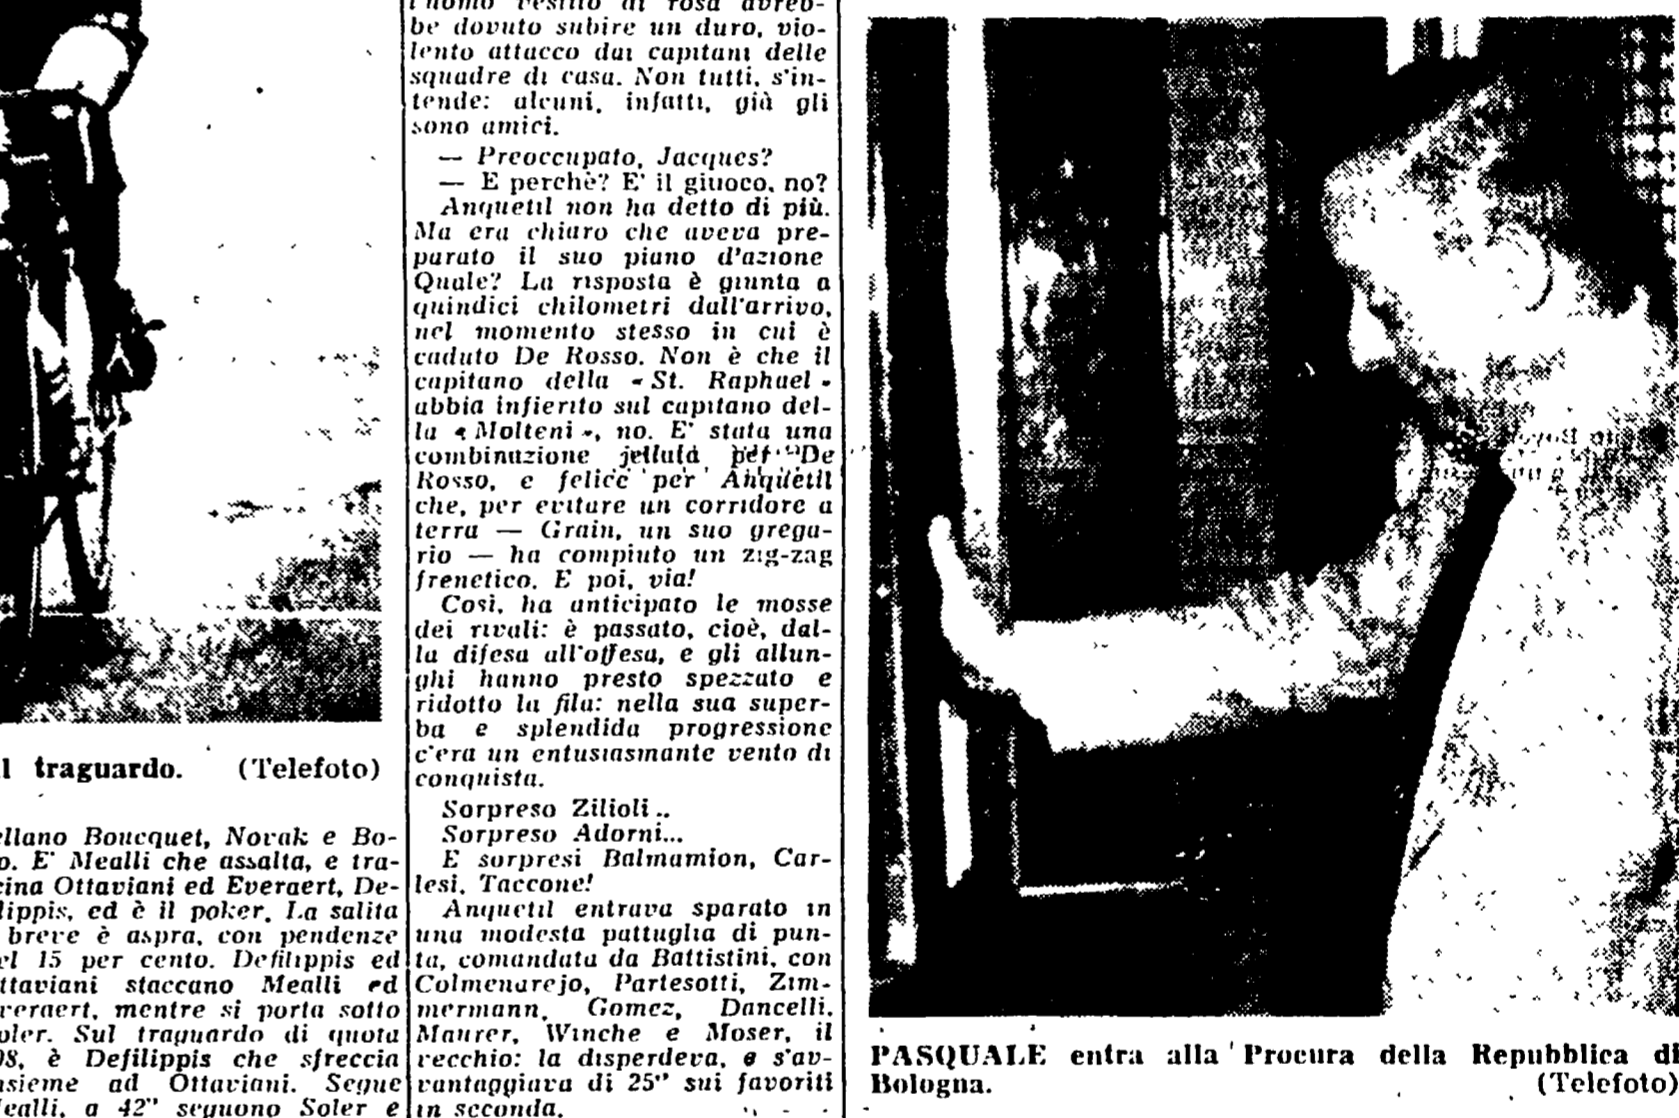 l traguardo. (Telefoto)
ellano Boucquet, Novak e Bo-
o. E' Mealli che assalta, e tra-
cina Ottaviani ed Everaert, De-
lippis, ed è il poker. La salita
breve è aspra, con pendenze
el 15 per cento. Defilippis ed
ttaviani staccano Mealli ed
veraert, mentre si porta sotto
oler. Sul traguardo di quota
08, è Defilippis che sfreccia
nsieme ad Ottaviani. Segue
Mealli, a 42" seguono Soler e
l'uomo vestito di rosa avreb-
be dovuto subire un duro, vio-
lento attacco dai capitani delle
squadre di casa. Non tutti, s'in-
tende: alcuni, infatti, già gli
sono amici.
— Preoccupato, Jacques?
— E perchè? E' il giuoco, no?
Anquetil non ha detto di più.
Ma era chiaro che aveva pre-
parato il suo piano d'azione
Quale? La risposta è giunta a
quindici chilometri dall'arrivo,
nel momento stesso in cui è
caduto De Rosso. Non è che il
capitano della « St. Raphael »
abbia infierito sul capitano del-
la « Molteni », no. E' stata una
combinazione per De
Rosso, e felice per Anquetil
che, per evitare un corridore a
terra — Grain, un suo grega-
rio — ha compiuto un zig-zag
frenetico. E poi, via!
Così, ha anticipato le mosse
dei rivali: è passato, cioè, dal-
la difesa all'offesa, e gli allun-
ghi hanno presto spezzato e
ridotto la fila: nella sua super-
ba e splendida progressione
c'era un entusiasmante vento di
conquista.
Sorpreso Zilioli..
Sorpreso Adorni...
E sorpresi Balmamion, Car-
lesi, Taccone!
Anquetil entrava sparato in
una modesta pattuglia di pun-
ta, comandata da Battistini, con
Colmenarejo, Partesotti, Zim-
mermann, Gomez, Dancelli,
Maurer, Winche e Moser, il
vecchio: la disperdeva, e s'av-
vantaggiava di 25" sui favoriti
in seconda.
PASQUALE entra alla Procura della Repubblica di
Bologna. (Telefoto)